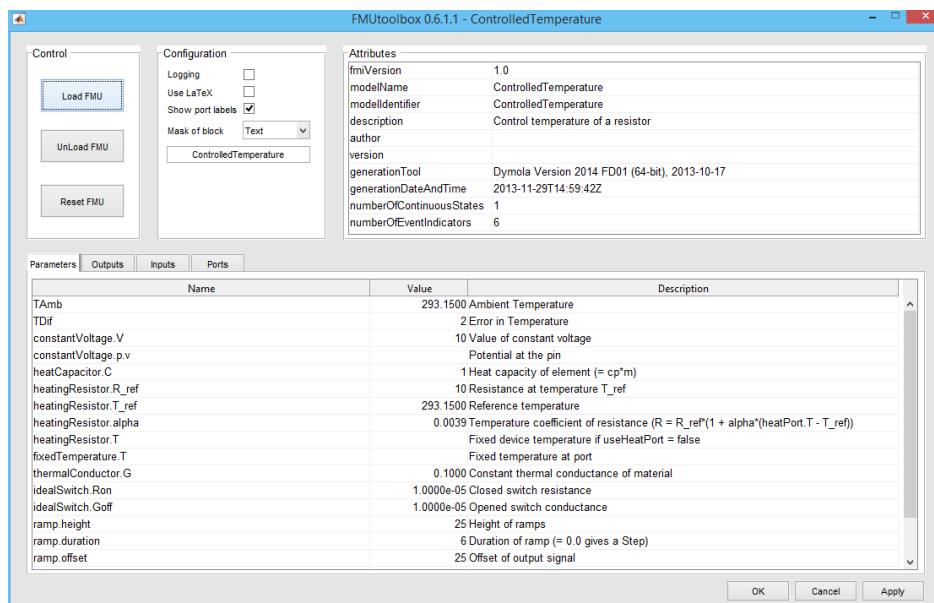 FMUtoolbox 0.6.1.1 - ControlledTemperature
Control
Load FMU
UnLoad FMU
Reset FMU
Configuration
Logging
Use LaTeX
Show port labels
Mask of block Text
ControlledTemperature
Attributes
fmiVersion 1.0
modelName ControlledTemperature
modelIdentifier ControlledTemperature
description Control temperature of a resistor
author
version
generationTool Dymola Version 2014 FD01 (64-bit), 2013-10-17
generationDateAndTime 2013-11-29T14:59:42Z
numberOfContinuousStates 1
numberOfEventIndicators 6
Parameters Outputs Inputs Ports
Name Value Description
TAmb 293.1500 Ambient Temperature
TDif 2 Error in Temperature
constantVoltage.V 10 Value of constant voltage
constantVoltage.p.v Potential at the pin
heatCapacitor.C 1 Heat capacity of element (= cp*m)
heatingResistor.R_ref 10 Resistance at temperature T_ref
heatingResistor.T_ref 293.1500 Reference temperature
heatingResistor.alpha 0.0039 Temperature coefficient of resistance (R = R_ref*(1 + alpha*(heatPort.T - T_ref))
heatingResistor.T Fixed device temperature if useHeatPort = false
fixedTemperature.T Fixed temperature at port
thermalConductor.G 0.1000 Constant thermal conductance of material
idealSwitch.Ron 1.0000e-05 Closed switch resistance
idealSwitch.Goff 1.0000e-05 Opened switch conductance
ramp.height 25 Height of ramps
ramp.duration 6 Duration of ramp (= 0.0 gives a Step)
ramp.offset 25 Offset of output signal
OK Cancel Apply